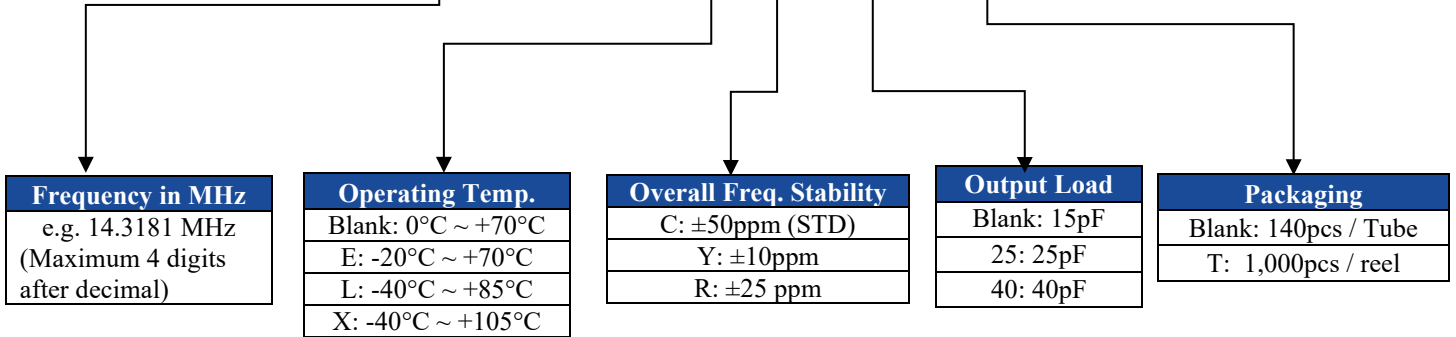 Frequency in MHz
e.g. 14.3181 MHz
(Maximum 4 digits
after decimal)
Operating Temp.
Blank: 0°C ~ +70°C
E: -20°C ~ +70°C
L: -40°C ~ +85°C
X: -40°C ~ +105°C
Overall Freq. Stability
C: ±50ppm (STD)
Y: ±10ppm
R: ±25 ppm
Output Load
Blank: 15pF
25: 25pF
40: 40pF
Packaging
Blank: 140pcs / Tube
T: 1,000pcs / reel